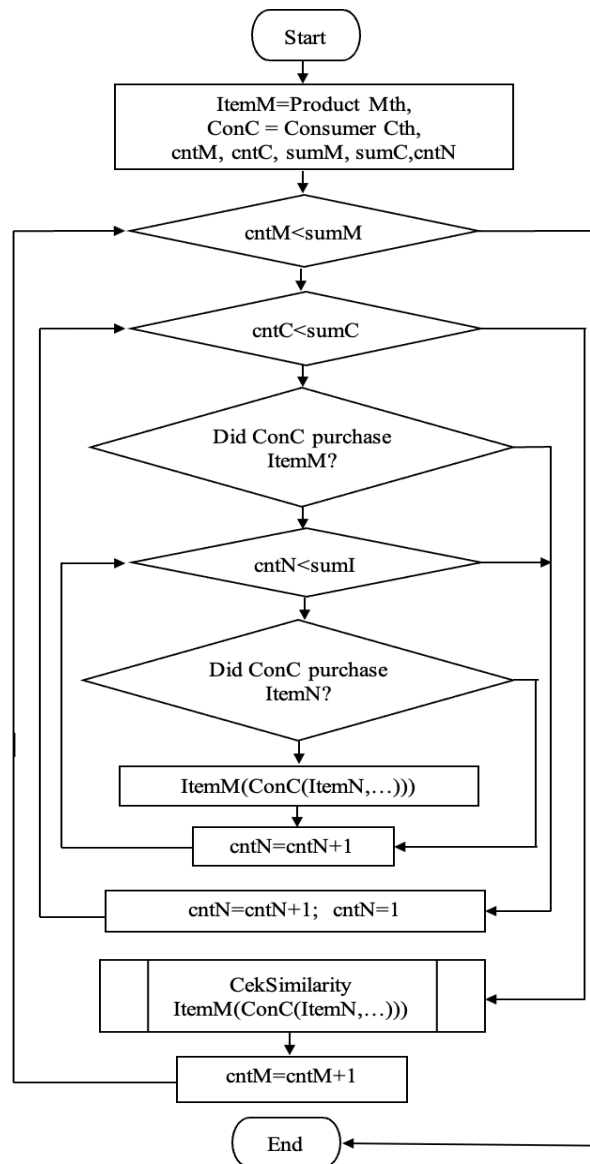 Start
ItemM=Product Mth,
ConC = Consumer Cth,
cntM, cntC, sumM, sumC,cntN
cntM<sumM
cntC<sumC
Did ConC purchase
ItemM?
cntN<sumI
Did ConC purchase
ItemN?
ItemM(ConC(ItemN,…)))
cntN=cntN+1
cntN=cntN+1; cntN=1
CekSimilarity
ItemM(ConC(ItemN,…)))
cntM=cntM+1
End